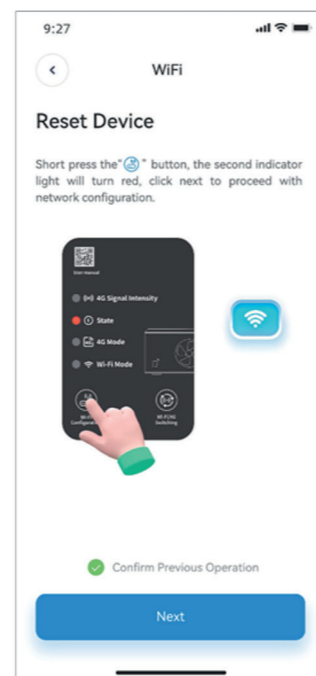 9:27
WiFi
Reset Device
Short press the" " button, the second indicator
light will turn red, click next to proceed with
network configuration.
User manual
4G Signal Intensity
State
4G Mode
Wi-Fi Mode
Wi-Fi
Configuration
Wi-Fi/4G
Switching
Confirm Previous Operation
Next